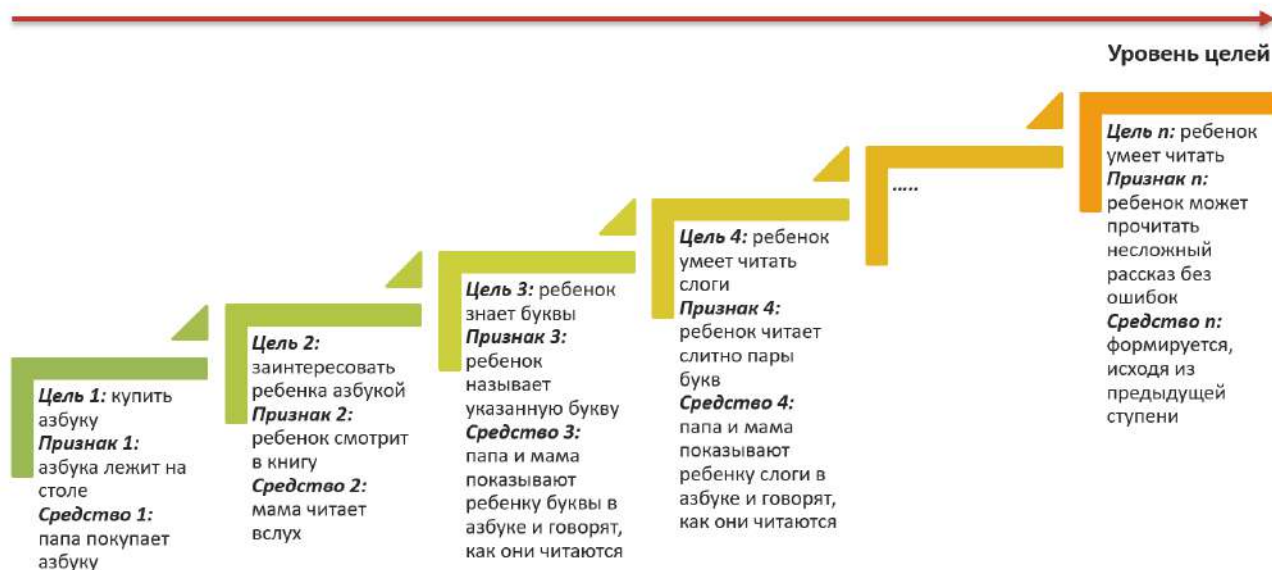 Уровень целей
Цель 1: купить
азбуку
Признак 1:
азбука лежит на
столе
Средство 1:
папа покупает
азбуку
Цель 2:
заинтересовать
ребенка азбукой
Признак 2:
ребенок смотрит
в книгу
Средство 2:
мама читает
вслух
Цель 3: ребенок
знает буквы
Признак 3:
ребенок
называет
указанную букву
Средство 3:
папа и мама
показывают
ребенку буквы в
азбуке и говорят,
как они читаются
Цель 4: ребенок
умеет читать
слоги
Признак 4:
ребенок читает
слитно пары
букв
Средство 4:
папа и мама
показывают
ребенку слоги в
азбуке и говорят,
как они читаются
.....
Цель n: ребенок
умеет читать
Признак n:
ребенок может
прочитать
несложный
рассказ без
ошибок
Средство n:
формируется,
исходя из
предыдущей
ступени